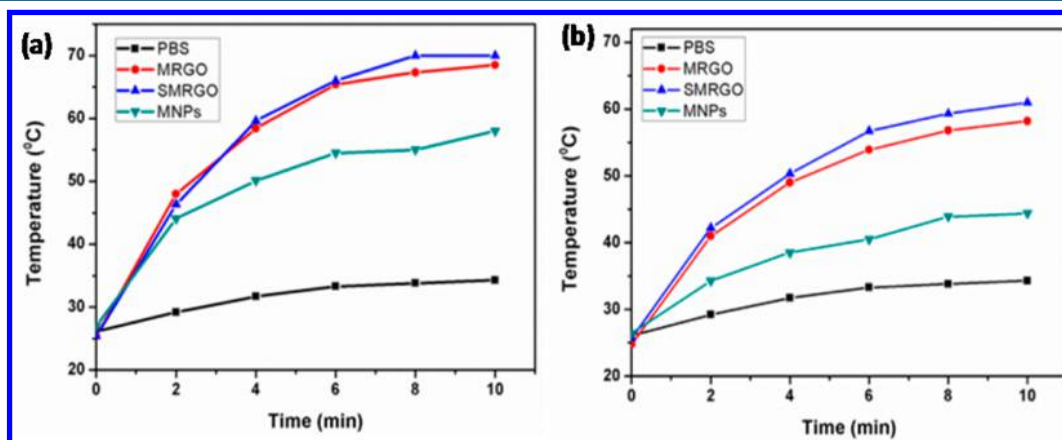 (a)
PBS
MRGO
SMRGO
MNPs
Temperature (⁰C)
70
60
50
40
30
20
0 2 4 6 8 10
Time (min)
(b)
PBS
MRGO
SMRGO
MNPs
Temperature (⁰C)
70
60
50
40
30
20
0 2 4 6 8 10
Time (min)